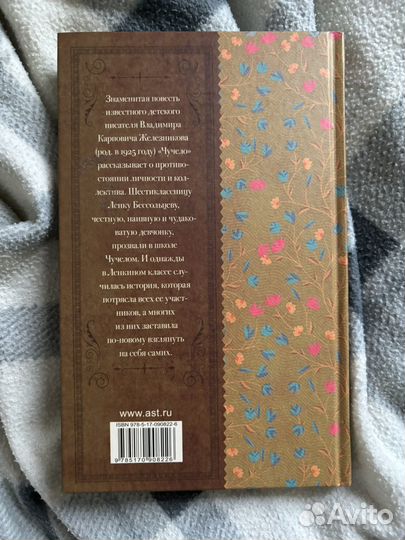 Знаменитая повесть
известного детского
писателя Владимира
Карповича Железникова
(род. в 1925 году) «Чучело»
рассказывает о противо-
стоянии личности и кол-
лектива. Шестиклассницу
Ленку Бессольцеву,
честную, наивную и чудако-
ватую девчонку,
прозвали в школе
Чучелом. И однажды
в Ленкином классе слу-
чилась история, которая
потрясла всех ее участ-
ников, а многих
из них заставила
по-новому взглянуть
на себя самих.
www.ast.ru
ISBN 978-5-17-090822-6
9 785170 908226
Avito